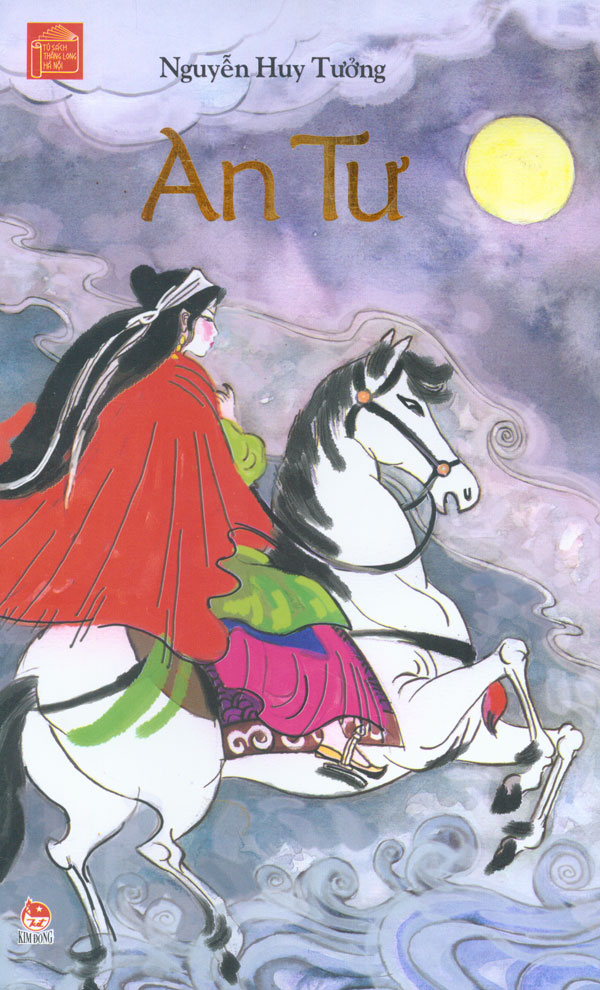 TỦ SÁCH
THĂNG LONG
HÀ NỘI
Nguyễn Huy Tưởng
An Tư
KIM ĐỒNG